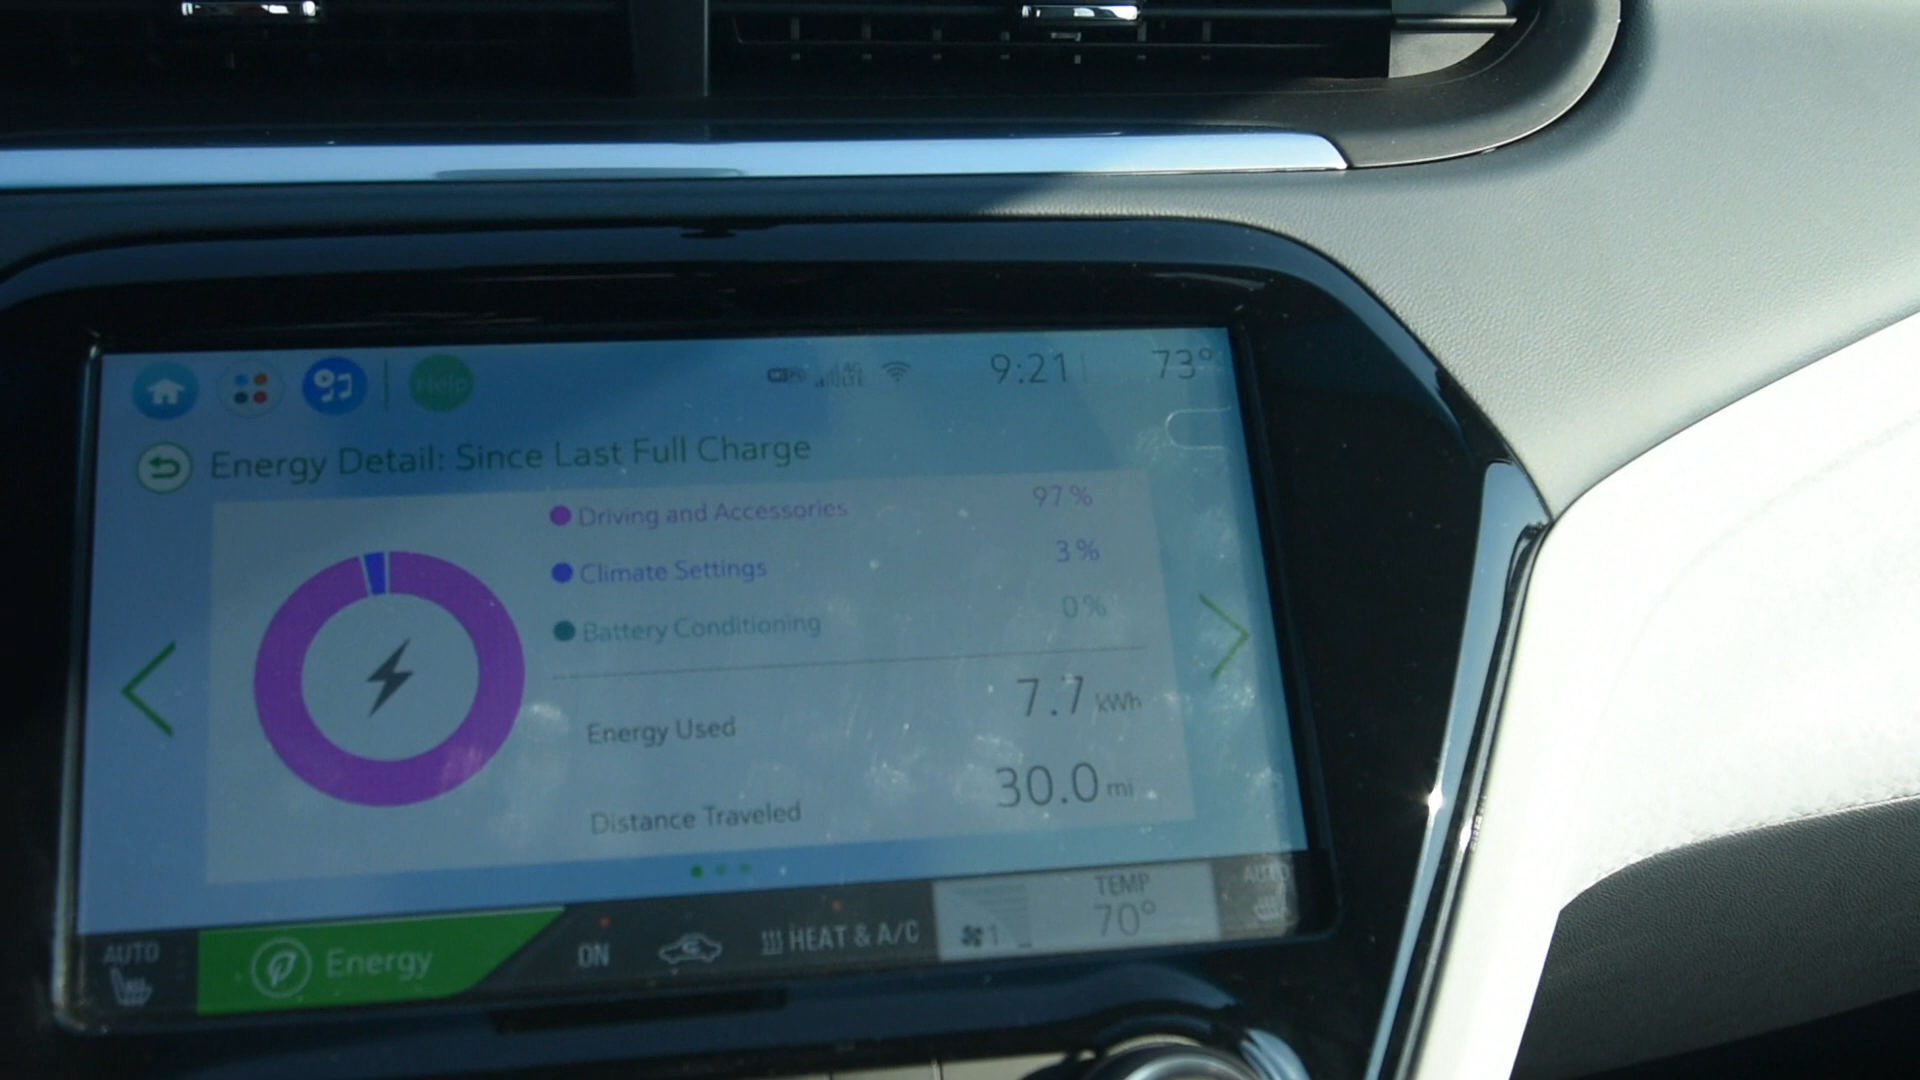 Help 9:21 73°
Energy Detail: Since Last Full Charge
Driving and Accessories 97%
Climate Settings 3%
Battery Conditioning 0%
Energy Used 7.7 kWh
Distance Traveled 30.0 mi
AUTO Energy ON HEAT & A/C 1 TEMP 70° AUTO